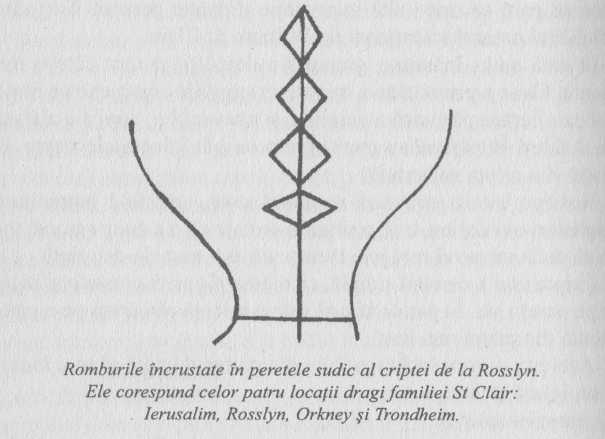 Romburile încrustate în peretele sudic al criptei de la Rosslyn.
Ele corespund celor patru locații dragi familiei St Clair:
Ierusalim, Rosslyn, Orkney și Trondheim.